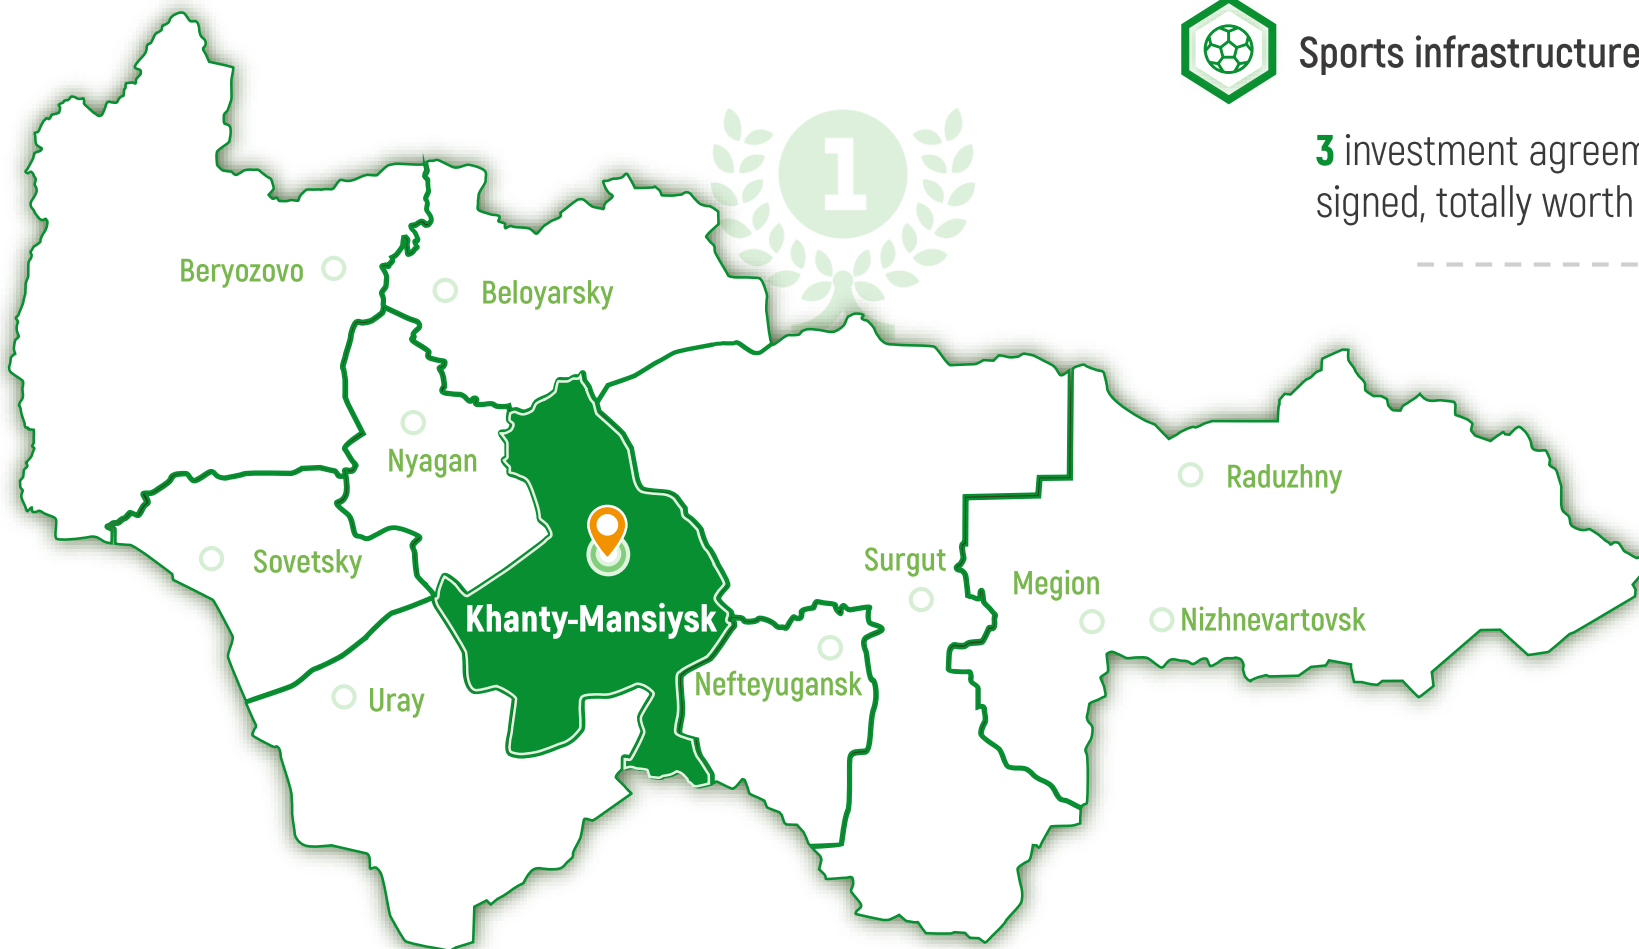 Sports infrastructure
3 investment agreem
signed, totally worth
1
Beryozovo
Beloyarsky
Nyagan
Raduzhny
Sovetsky
Surgut
Megion
Khanty-Mansiysk
Nizhnevartovsk
Nefteyugansk
Uray